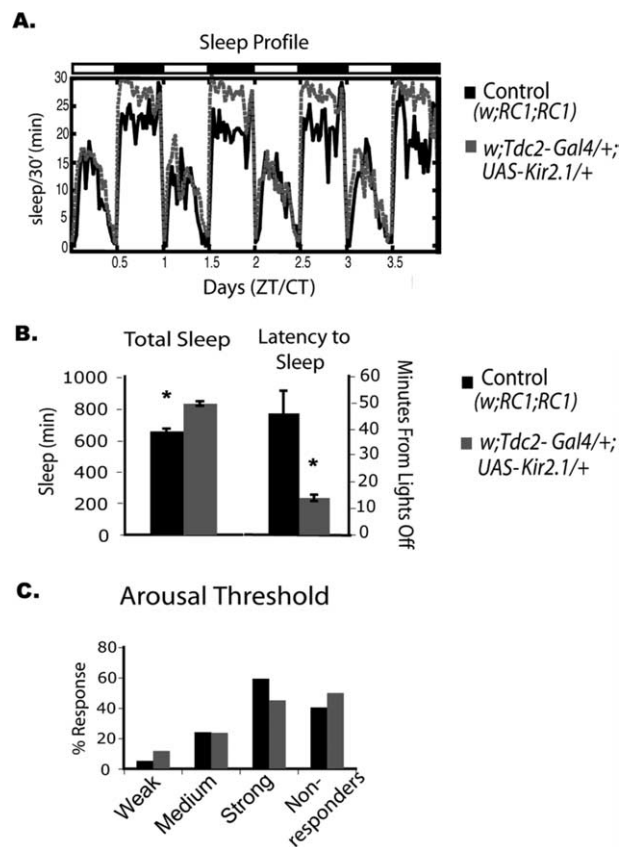 A.
Sleep Profile
sleep/30' (min)
30
25
20
15
10
5
0
0.5 1 1.5 2 2.5 3 3.5
Days (ZT/CT)
Control
(w;RC1;RC1)
w;Tdc2-Gal4/+;
UAS-Kir2.1/+
B.
Total Sleep
Latency to
Sleep
Sleep (min)
1000
800
600
400
200
0
*
*
60
50
40
30
20
10
0
Minutes From Lights Off
Control
(w;RC1;RC1)
w;Tdc2- Gal4/+;
UAS-Kir2.1/+
C.
Arousal Threshold
% Response
80
60
40
20
0
Weak
Medium
Strong
Non-
responders